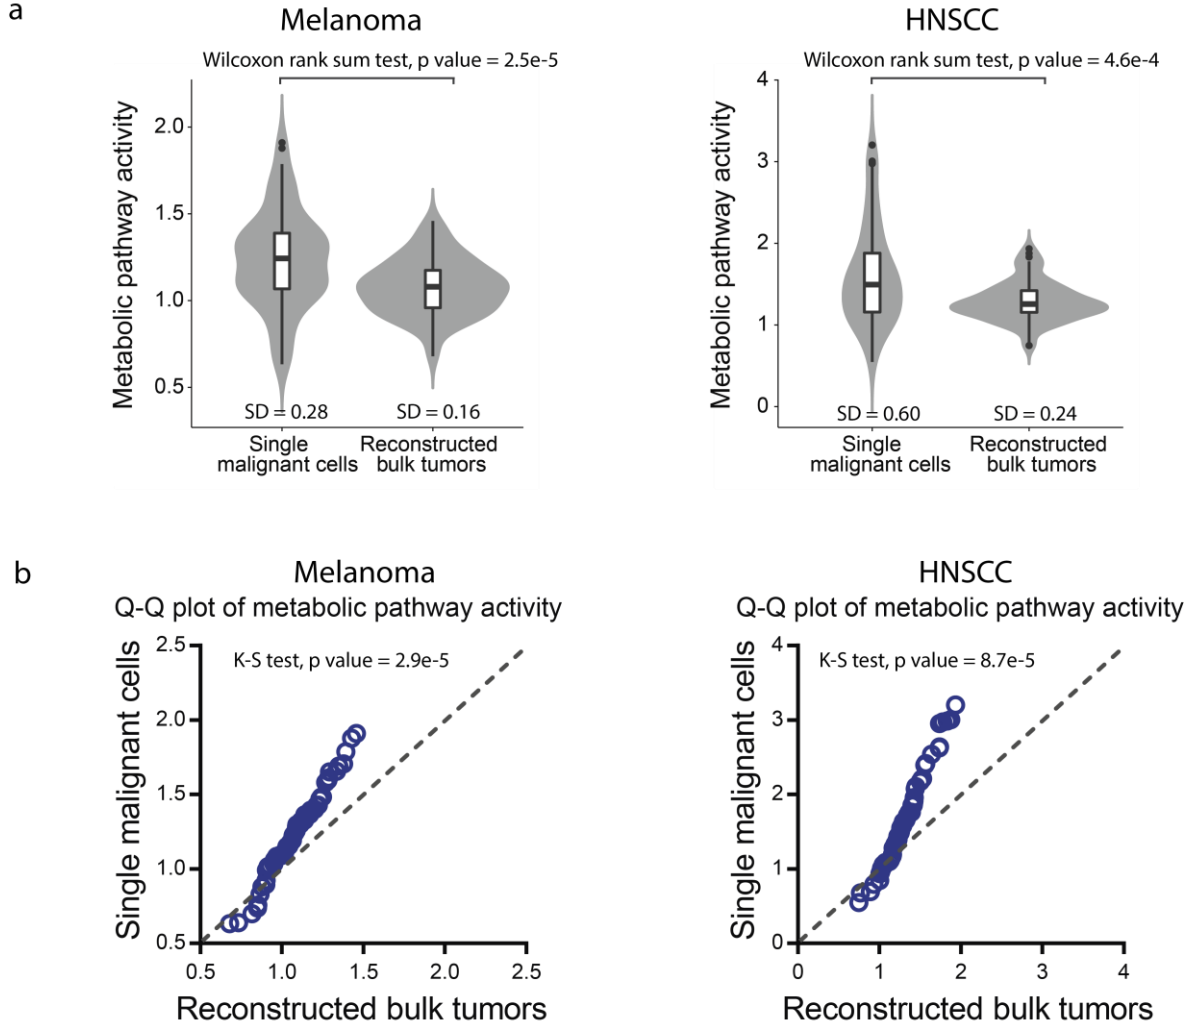 a
Melanoma
Wilcoxon rank sum test, p value = 2.5e-5
Metabolic pathway activity
2.0
1.5
1.0
0.5
SD = 0.28
SD = 0.16
Single
malignant cells
Reconstructed
bulk tumors
HNSCC
Wilcoxon rank sum test, p value = 4.6e-4
Metabolic pathway activity
4
3
2
1
0
SD = 0.60
SD = 0.24
Single
malignant cells
Reconstructed
bulk tumors
b
Melanoma
Q-Q plot of metabolic pathway activity
K-S test, p value = 2.9e-5
Single malignant cells
2.5
2.0
1.5
1.0
0.5
0.5 1.0 1.5 2.0 2.5
Reconstructed bulk tumors
HNSCC
Q-Q plot of metabolic pathway activity
K-S test, p value = 8.7e-5
Single malignant cells
4
3
2
1
0
0 1 2 3 4
Reconstructed bulk tumors